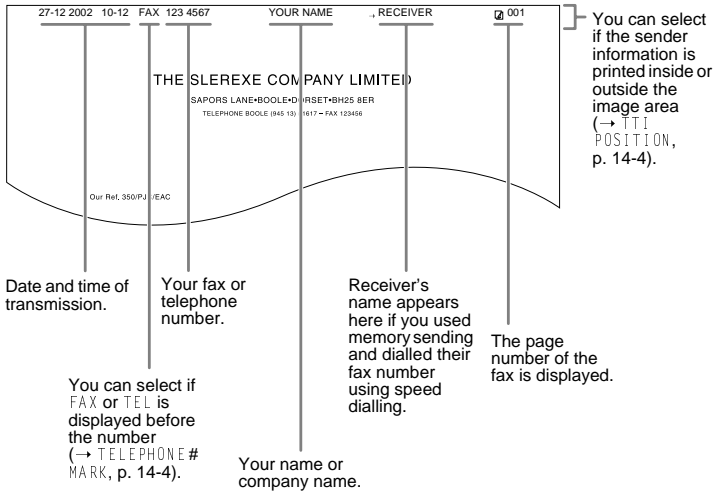 27-12 2002 10-12 FAX 123 4567 YOUR NAME → RECEIVER 001
THE SLEREXE COMPANY LIMITED
SAPORS LANE•BOOLE•DORSET•BH25 8ER
TELEPHONE BOOLE (945 13) 1617 – FAX 123456
Our Ref. 350/PJ /EAC
You can select
if the sender
information is
printed inside or
outside the
image area
(→ TTI
POSITION,
p. 14-4).
Date and time of
transmission.
You can select if
FAX or TEL is
displayed before
the number
(→ TELEPHONE #
MARK, p. 14-4).
Your fax or
telephone
number.
Your name or
company name.
Receiver's
name appears
here if you used
memory sending
and dialled their
fax number
using speed
dialling.
The page
number of the
fax is displayed.